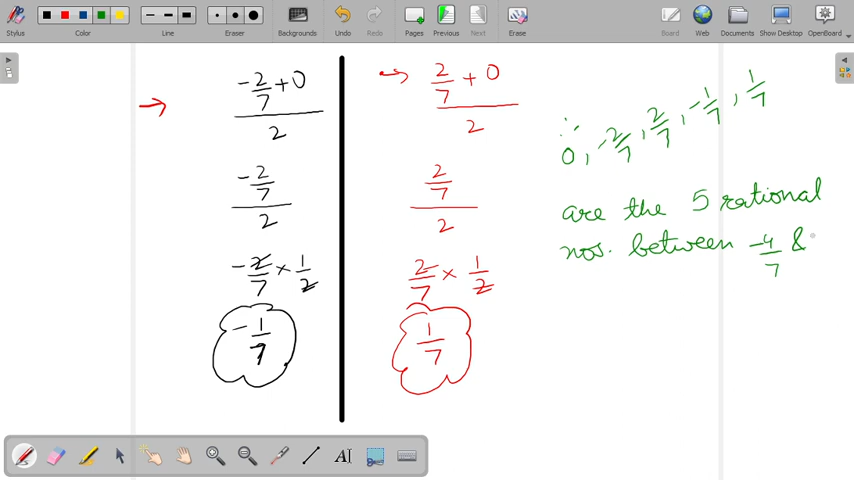 Color
Line
Eraser
Backgrounds
Undo
Redo
Pages
Previous
Next
Erase
Board
Web
Documents
Show Desktop
OpenBoard
→ (-2/7 + 0)/2
(-2/7)/2
-2/7 × 1/2
-1/7
→ (2/7 + 0)/2
(2/7)/2
2/7 × 1/2
1/7
∴
0, -2/7, 2/7, -1/7, 1/7
are the 5 rational
nos. between -4/7 &